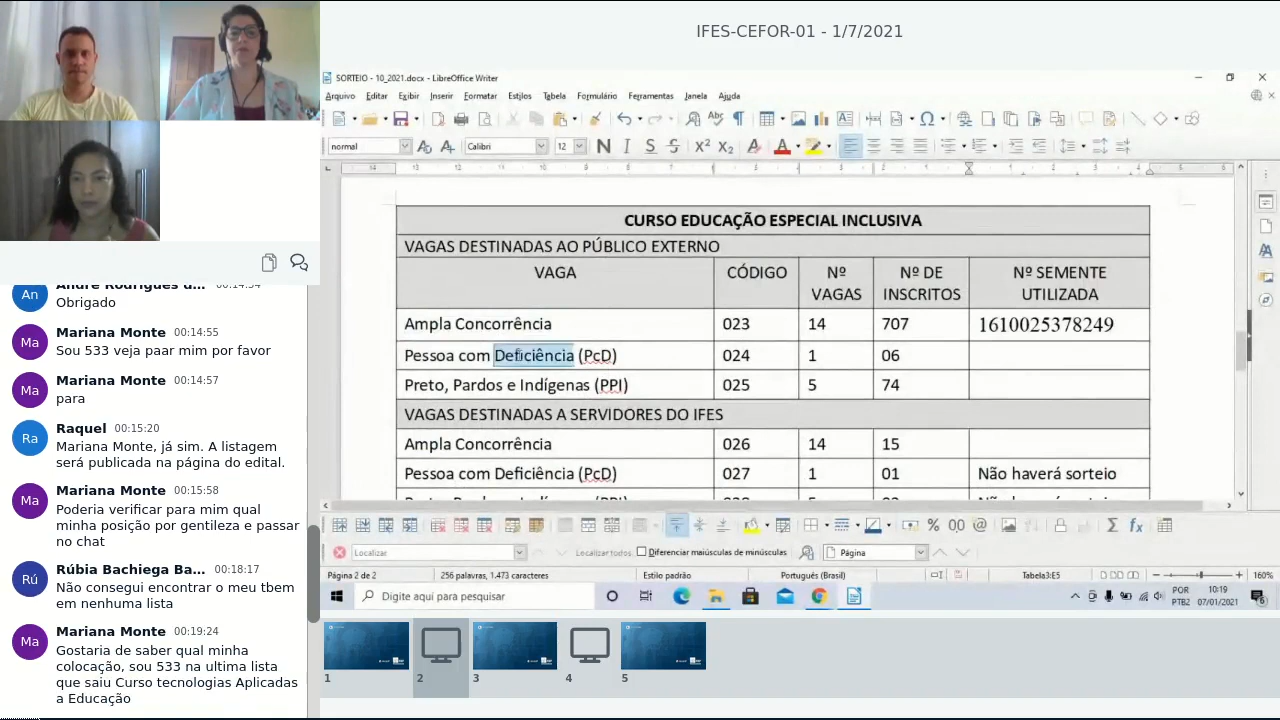 IFES-CEFOR-01 - 1/7/2021
SORTEIO - 10_2021.docx - LibreOffice Writer
Arquivo Editar Exibir Inserir Formatar Estilos Tabela Formulário Ferramentas Janela Ajuda
normal Calibri 12
CURSO EDUCAÇÃO ESPECIAL INCLUSIVA
VAGAS DESTINADAS AO PÚBLICO EXTERNO
VAGA CÓDIGO Nº VAGAS Nº DE INSCRITOS Nº SEMENTE UTILIZADA
Ampla Concorrência 023 14 707 1610025378249
Pessoa com Deficiência (PcD) 024 1 06
Preto, Pardos e Indígenas (PPI) 025 5 74
VAGAS DESTINADAS A SERVIDORES DO IFES
Ampla Concorrência 026 14 15
Pessoa com Deficiência (PcD) 027 1 01 Não haverá sorteio
Localizar Localizar todos Diferenciar maiúsculas de minúsculas Página
Página 2 de 2 256 palavras, 1.473 caracteres Estilo padrão Português (Brasil) Tabela3:E5 160%
Digite aqui para pesquisar
POR 10:19
PTB2 07/01/2021
1 2 3 4 5
An
Obrigado
Ma Mariana Monte 00:14:55
Sou 533 veja paar mim por favor
Ma Mariana Monte 00:14:57
para
Ra Raquel 00:15:20
Mariana Monte, já sim. A listagem
será publicada na página do edital.
Ma Mariana Monte 00:15:58
Poderia verificar para mim qual
minha posição por gentileza e passar
no chat
Rú Rúbia Bachiega Ba... 00:18:17
Não consegui encontrar o meu tbem
em nenhuma lista
Ma Mariana Monte 00:19:24
Gostaria de saber qual minha
colocação, sou 533 na ultima lista
que saiu Curso tecnologias Aplicadas
a Educação